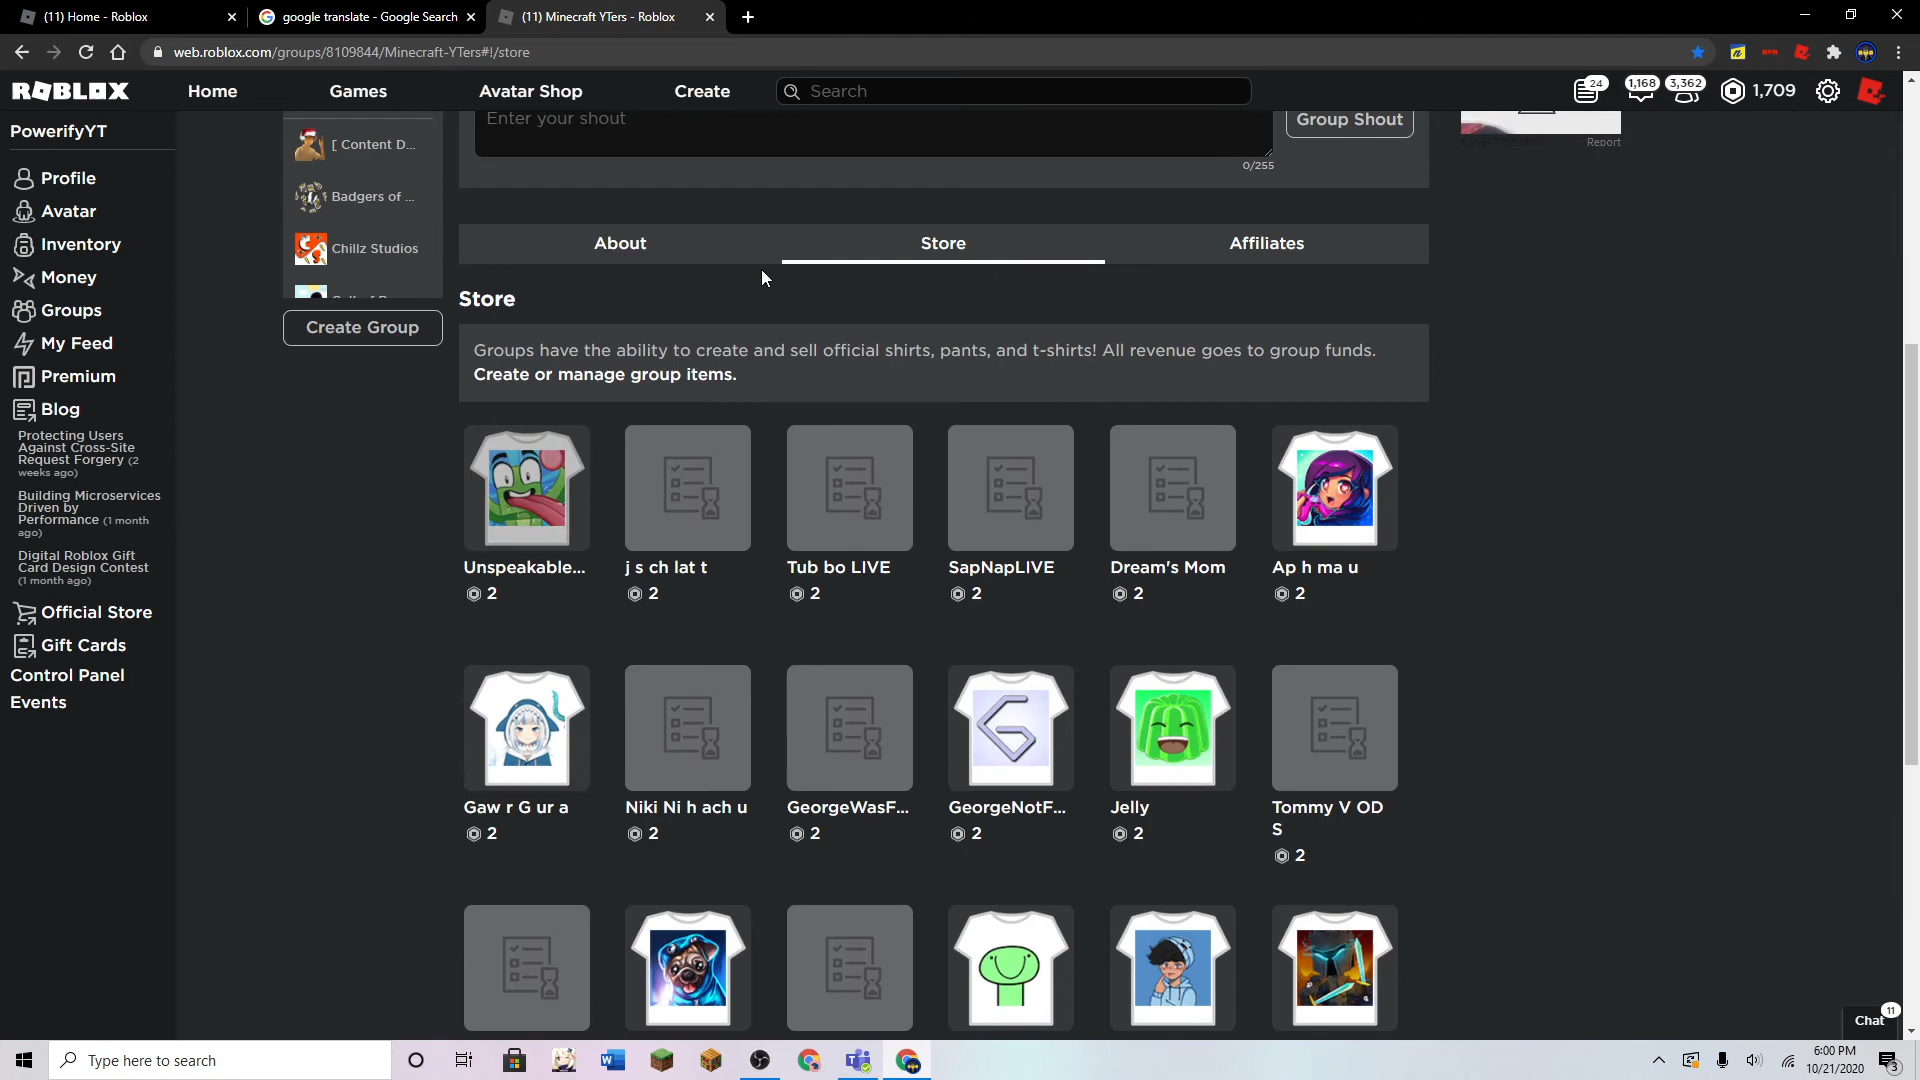 (11) Home - Roblox
google translate - Google Search
(11) Minecraft YTers - Roblox
web.roblox.com/groups/8109844/Minecraft-YTers#!/store
ROBLOX
Home
Games
Avatar Shop
Create
Search
24
1,168
3,362
1,709
PowerifyYT
Profile
Avatar
Inventory
Money
Groups
My Feed
Premium
Blog
Protecting Users
Against Cross-Site
Request Forgery (2
weeks ago)
Building Microservices
Driven by
Performance (1 month
ago)
Digital Roblox Gift
Card Design Contest
(1 month ago)
Official Store
Gift Cards
Control Panel
Events
[ Content D...
Badgers of ...
Chillz Studios
Create Group
Enter your shout
Group Shout
0/255
Report
About
Store
Affiliates
Store
Groups have the ability to create and sell official shirts, pants, and t-shirts! All revenue goes to group funds.
Create or manage group items.
Unspeakable...
j s ch lat t
Tub bo LIVE
SapNapLIVE
Dream's Mom
Ap h ma u
2
2
2
2
2
2
Gaw r G ur a
Niki Ni h ach u
GeorgeWasF...
GeorgeNotF...
Jelly
Tommy V OD
S
2
2
2
2
2
2
Chat
11
Type here to search
6:00 PM
10/21/2020
3